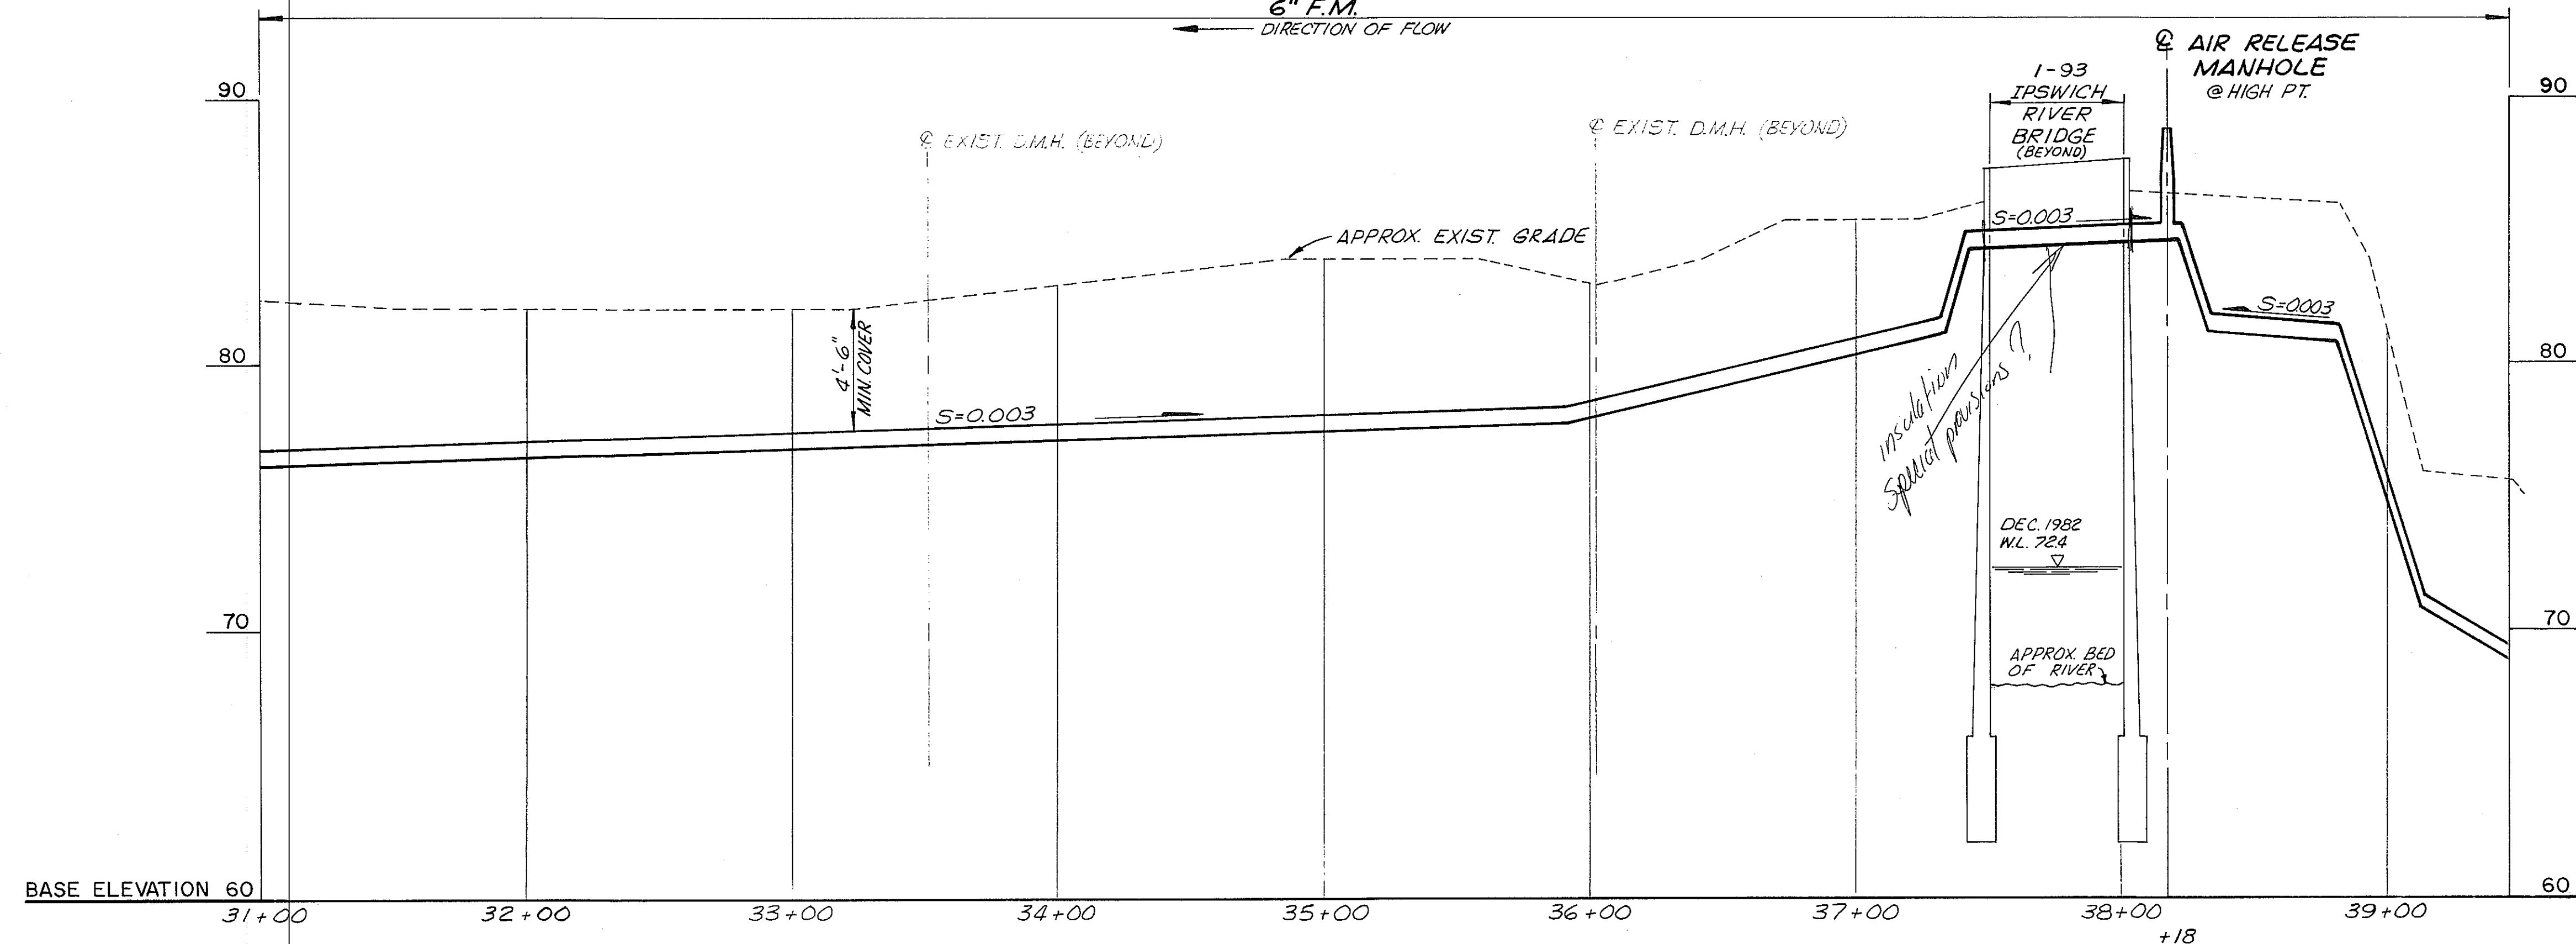 6" F.M.
DIRECTION OF FLOW
℄ AIR RELEASE
MANHOLE
@ HIGH PT.
I-93
IPSWICH
RIVER
BRIDGE
(BEYOND)
90
90
℄ EXIST. D.M.H. (BEYOND)
℄ EXIST. D.M.H. (BEYOND)
APPROX. EXIST. GRADE
S=0.003
S=0.003
80
80
4'-6"
MIN. COVER
S=0.003
insulation
special provisions ?
DEC. 1982
W.L. 72.4
70
70
APPROX. BED
OF RIVER
BASE ELEVATION 60
60
31+00 32+00 33+00 34+00 35+00 36+00 37+00 38+00 39+00
+18